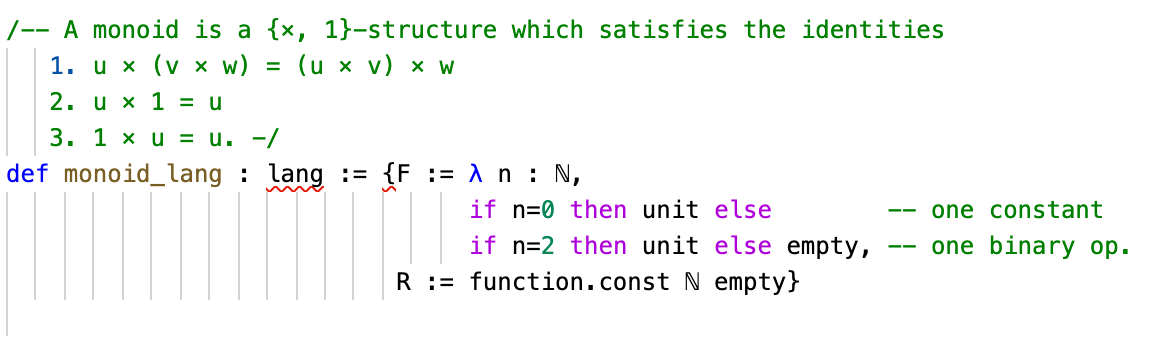 /-- A monoid is a {×, 1}-structure which satisfies the identities
1. u × (v × w) = (u × v) × w
2. u × 1 = u
3. 1 × u = u. -/
def monoid_lang : lang := {F := λ n : ℕ,
if n=0 then unit else -- one constant
if n=2 then unit else empty, -- one binary op.
R := function.const ℕ empty}